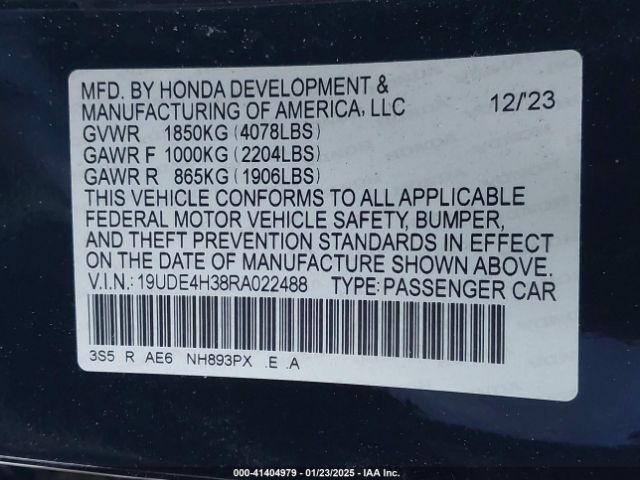 MFD. BY HONDA DEVELOPMENT &
MANUFACTURING OF AMERICA, LLC 12/'23
GVWR 1850KG (4078LBS)
GAWR F 1000KG (2204LBS)
GAWR R 865KG (1906LBS)
THIS VEHICLE CONFORMS TO ALL APPLICABLE
FEDERAL MOTOR VEHICLE SAFETY, BUMPER,
AND THEFT PREVENTION STANDARDS IN EFFECT
ON THE DATE OF MANUFACTURE SHOWN ABOVE.
V.I.N.: 19UDE4H38RA022488 TYPE: PASSENGER CAR
3S5 R AE6 NH893PX .E .A
000-41404979 - 01/23/2025 - IAA Inc.